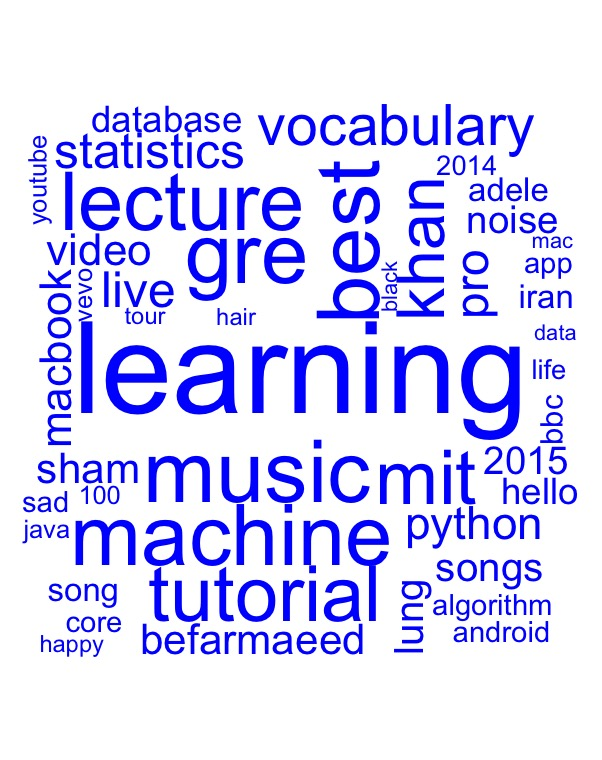 database
vocabulary
youtube
statistics
best
2014
lecture
khan
adele
noise
gre
mac
video
pro
app
vevo
live
black
iran
macbook
tour
hair
learning
data
life
bbc
sham
music
mit
2015
sad
100
hello
java
machine
python
tutorial
songs
song
lung
algorithm
core
befarmaeed
android
happy